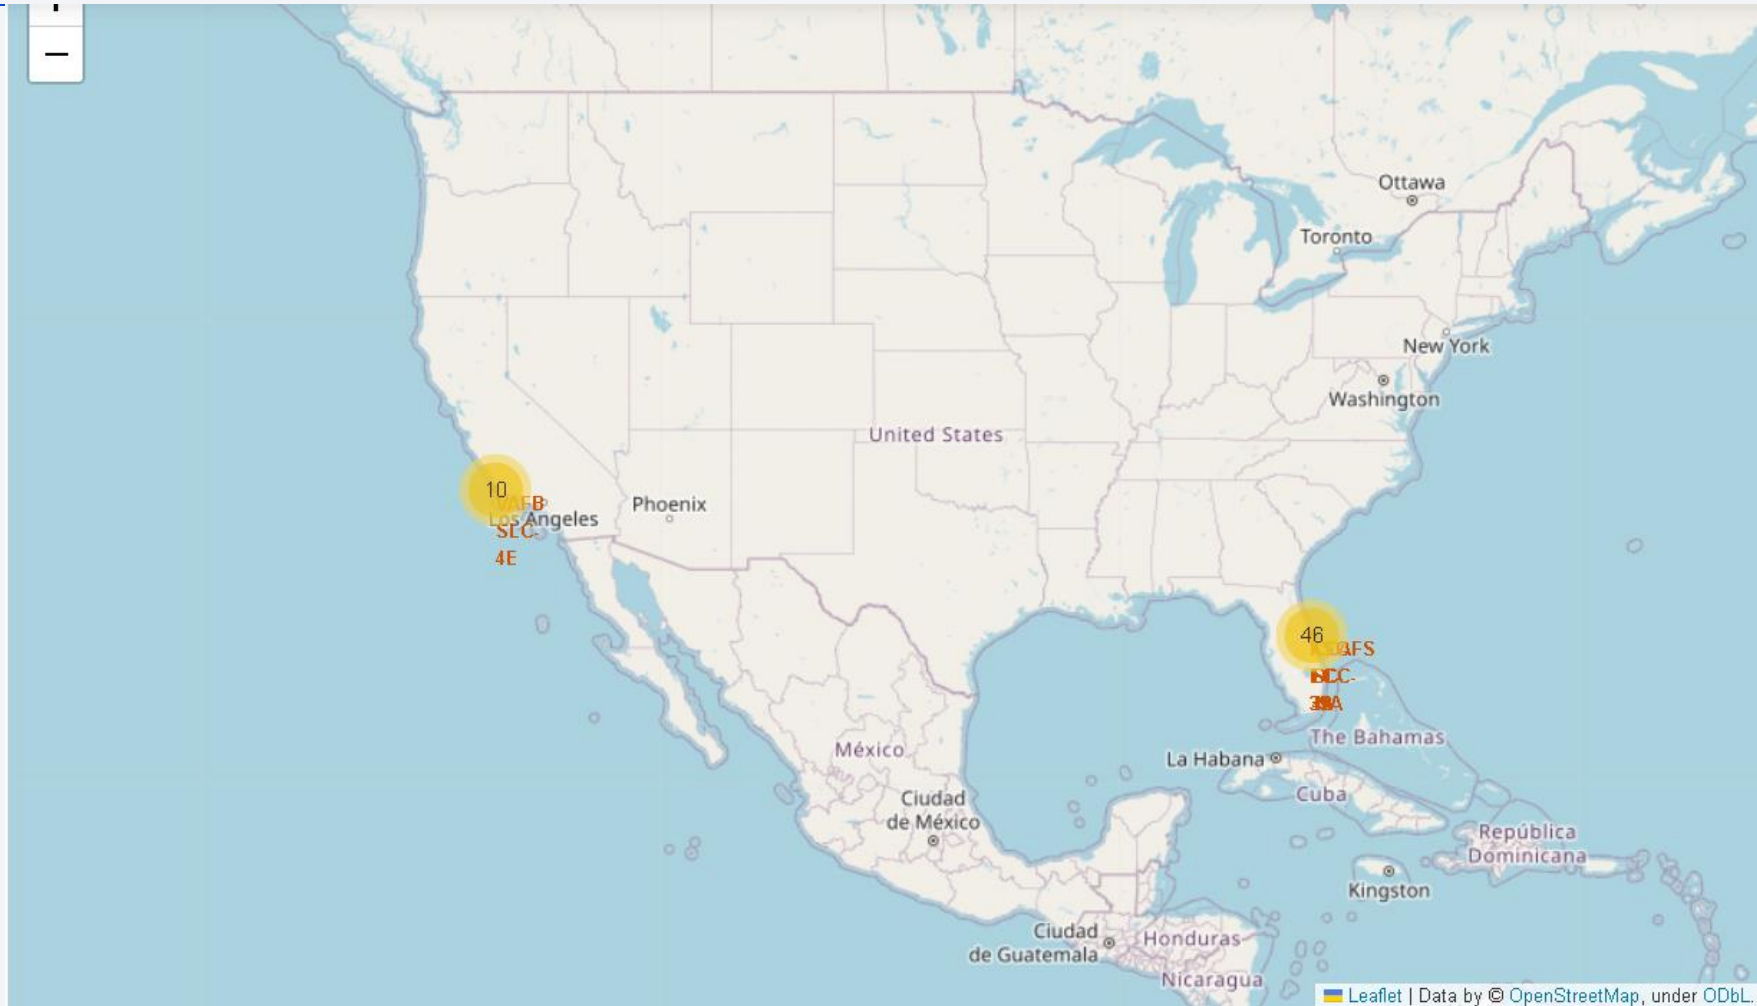 +
−
Ottawa
Toronto
New York
Washington
United States
10
VAFB
Los Angeles
SLC-
4E
Phoenix
46
The Bahamas
La Habana
México
Cuba
Ciudad
de México
República
Dominicana
Kingston
Ciudad
de Guatemala
Honduras
Nicaragua
Leaflet | Data by © OpenStreetMap, under ODbL.